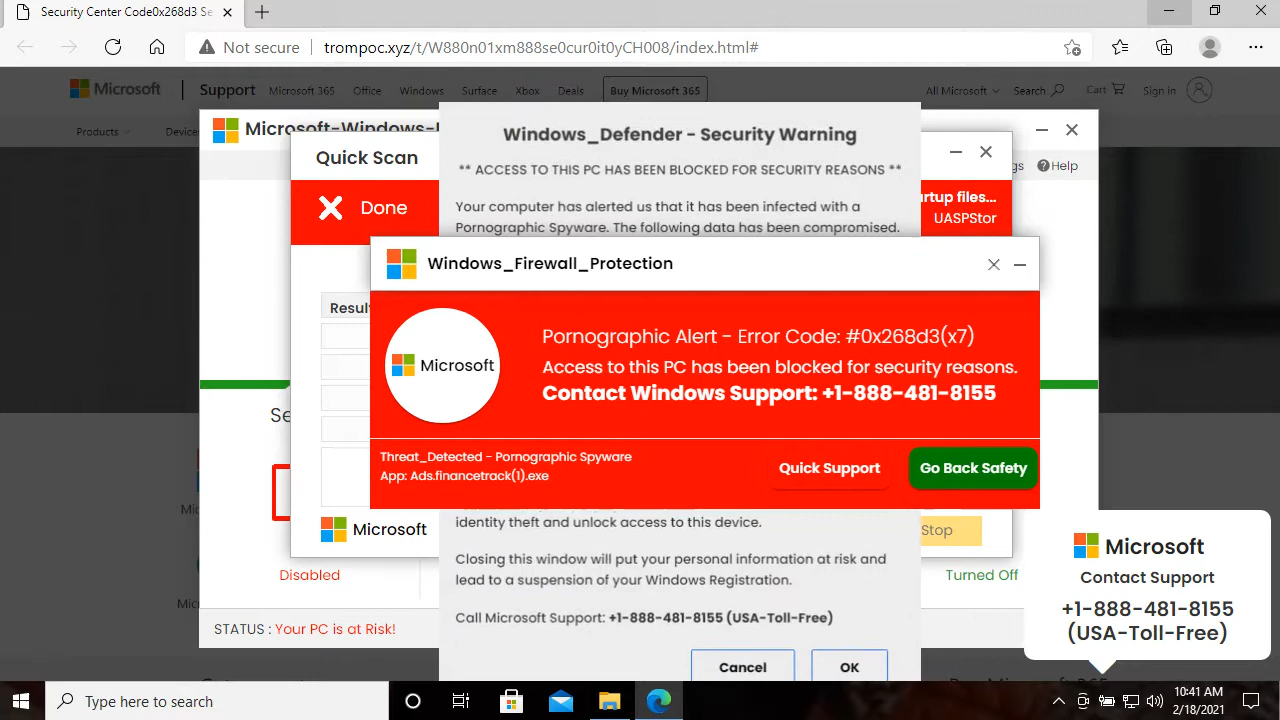 Security Center Code0x268d3 Se
Not secure
trompoc.xyz/t/W880n01xm888se0cur0it0yCH008/index.html#
Microsoft
Support
Microsoft 365
Office
Windows
Surface
Xbox
Deals
Buy Microsoft 365
All Microsoft
Search
Cart
Sign in
Products
Devices
Microsoft-Windows-
Help
Quick Scan
Done
rtup files...
UASPStor
Result
Windows_Defender - Security Warning
** ACCESS TO THIS PC HAS BEEN BLOCKED FOR SECURITY REASONS **
Your computer has alerted us that it has been infected with a
Pornographic Spyware. The following data has been compromised.
Windows_Firewall_Protection
Microsoft
Pornographic Alert - Error Code: #0x268d3(x7)
Access to this PC has been blocked for security reasons.
Contact Windows Support: +1-888-481-8155
Threat_Detected - Pornographic Spyware
App: Ads.financetrack(1).exe
Quick Support
Go Back Safety
identity theft and unlock access to this device.
Closing this window will put your personal information at risk and
lead to a suspension of your Windows Registration.
Call Microsoft Support: +1-888-481-8155 (USA-Toll-Free)
Cancel
OK
Microsoft
Stop
Disabled
Turned Off
STATUS : Your PC is at Risk!
Microsoft
Contact Support
+1-888-481-8155
(USA-Toll-Free)
Type here to search
10:41 AM
2/18/2021